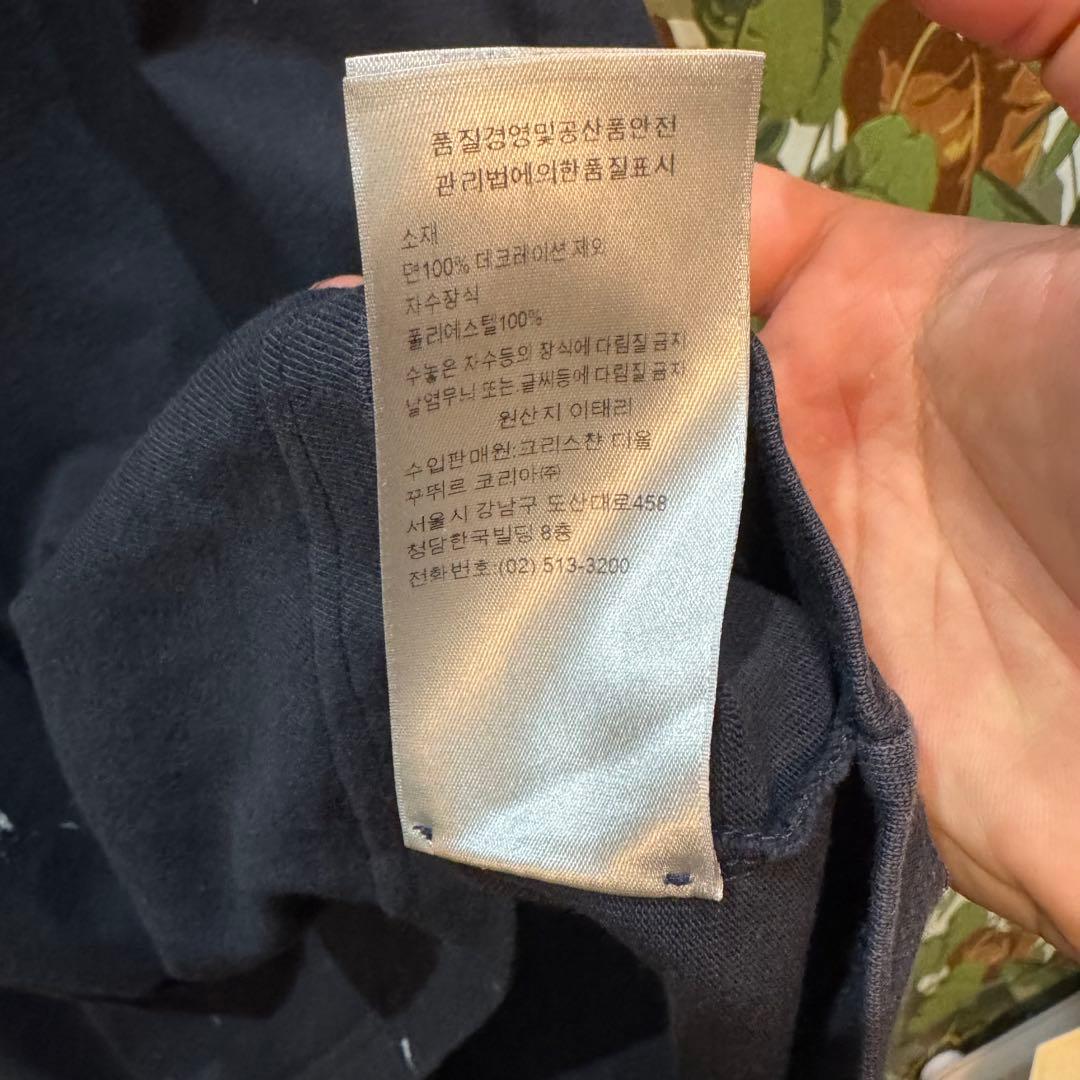 품질경영및공산품안전
관리법에의한품질표시
소재
면100% 데코레이션 제외
자수장식
폴리에스텔100%
수놓은 자수등의 장식에 다림질 금지
날염무늬 또는 글씨등에 다림질 금지
원산지 이태리
수입판매원:크리스챤 디올
꾸뛰르 코리아㈜
서울시 강남구 도산대로458
청담한국빌딩 8층
전화번호:(02) 513-3200